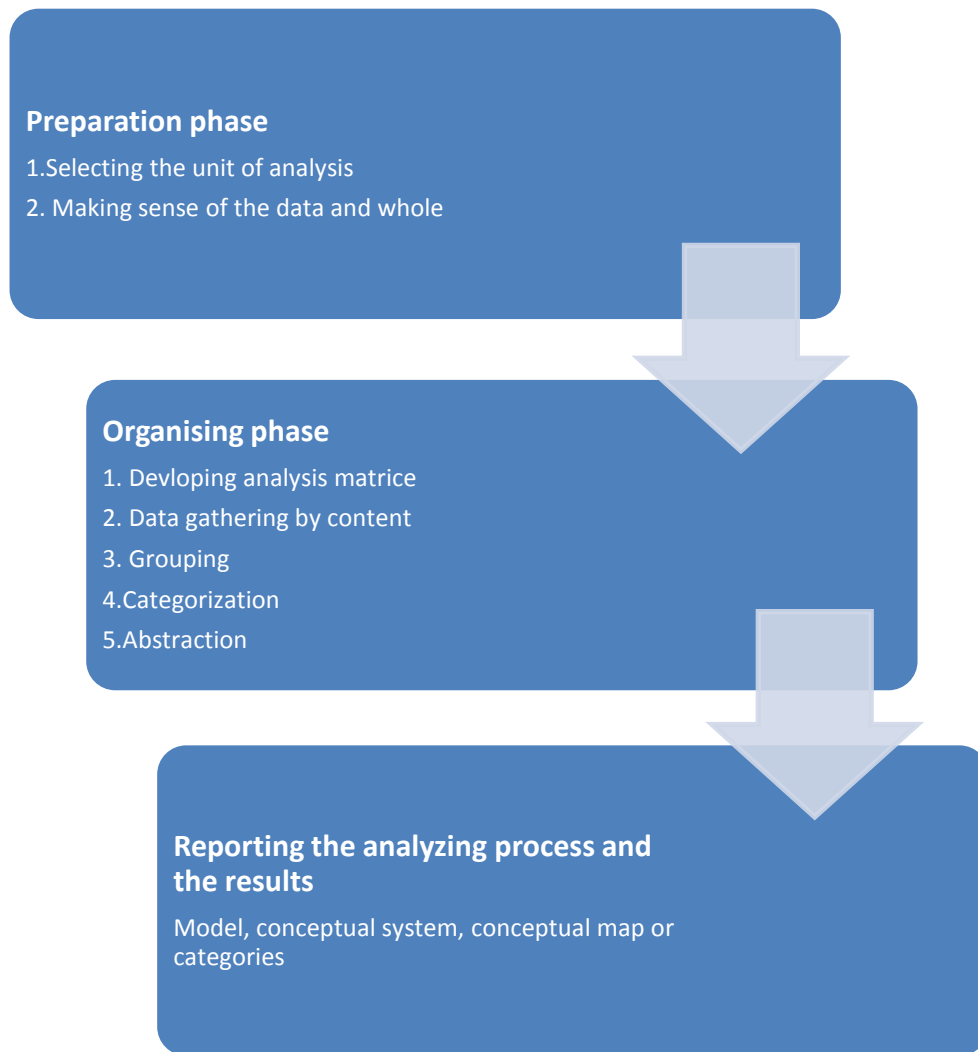 Preparation phase
1.Selecting the unit of analysis
2. Making sense of the data and whole
Organising phase
1. Devloping analysis matrice
2. Data gathering by content
3. Grouping
4.Categorization
5.Abstraction
Reporting the analyzing process and
the results
Model, conceptual system, conceptual map or
categories